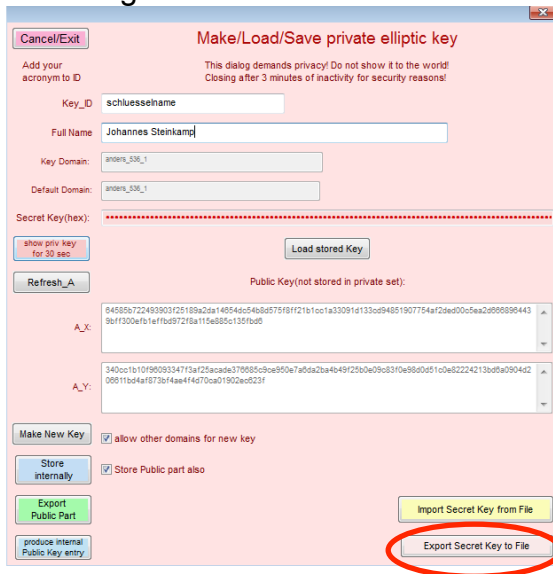 Cancel/Exit
Make/Load/Save private elliptic key
Add your
acronym to ID
This dialog demands privacy! Do not show it to the world!
Closing after 3 minutes of inactivity for security reasons!
Key_ID
schluesselname
Full Name
Johannes Steinkamp
Key Domain:
anders_536_1
Default Domain:
anders_536_1
Secret Key(hex):
show priv key
for 30 sec
Load stored Key
Refresh_A
Public Key(not stored in private set):
A_X:
A_Y:
Make New Key
allow other domains for new key
Store
internally
Store Public part also
Export
Public Part
Import Secret Key from File
produce internal
Public Key entry
Export Secret Key to File